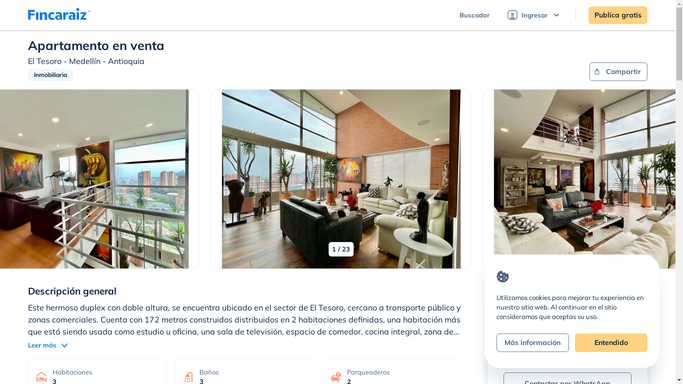 Fincaraiz
Buscador
Ingresar
Publica gratis
Apartamento en venta
El Tesoro - Medellín - Antioquia
Inmobiliaria
Compartir
1 / 23
Descripción general
Este hermoso duplex con doble altura, se encuentra ubicado en el sector de El Tesoro, cercano a transporte público y
zonas comerciales. Cuenta con 172 metros construidos distribuidos en 2 habitaciones definidas, una habitación más
que está siendo usada como estudio u oficina, una sala de televisión, espacio de comedor, cocina integral, zona de...
Leer más
Habitaciones
3
Baños
3
Parqueaderos
2
Utilizamos cookies para mejorar tu experiencia en
nuestro sitio web. Al continuar en el sitio
consideramos que aceptas su uso.
Más información
Entendido
Contactar por WhatsApp